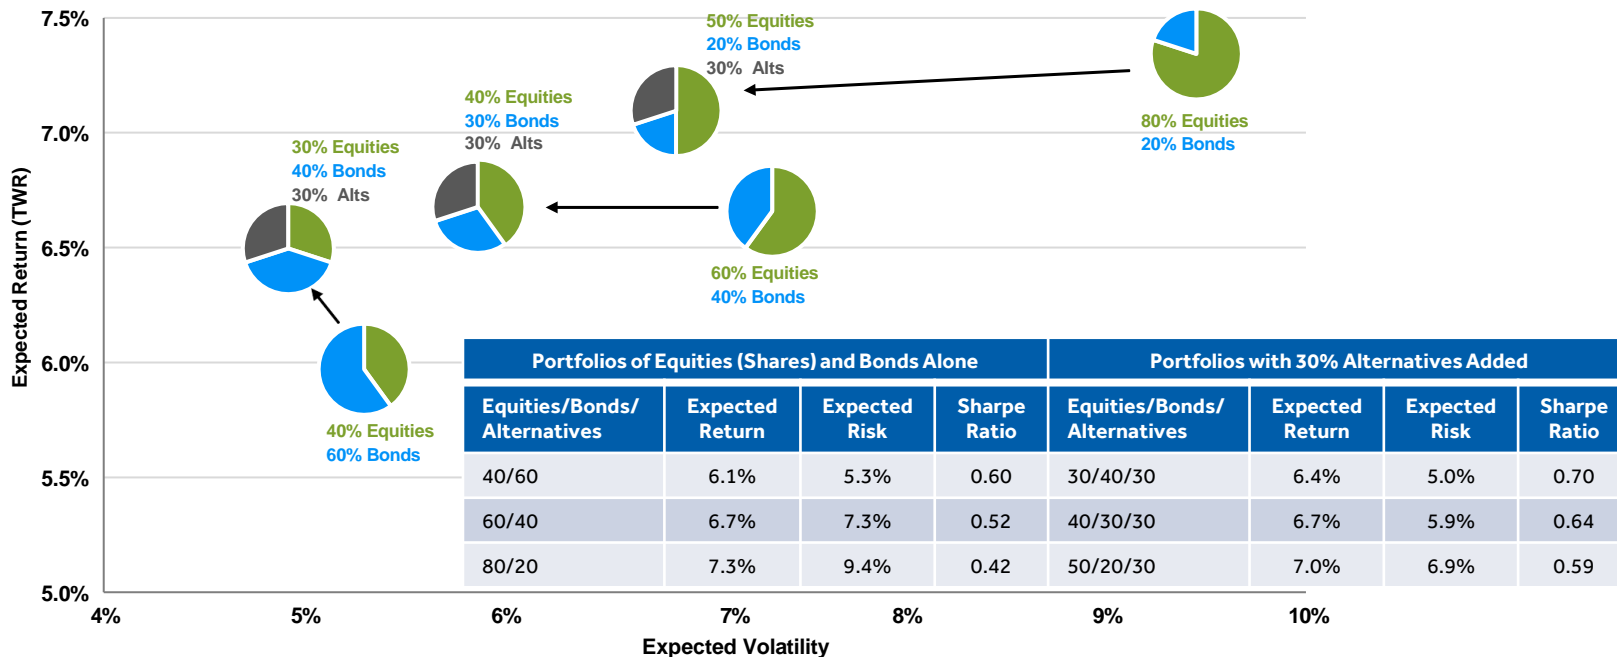 7.5%
7.0%
6.5%
6.0%
5.5%
5.0%
Expected Return (TWR)
50% Equities
20% Bonds
30%  Alts
40% Equities
30% Bonds
30%  Alts
30% Equities
40% Bonds
30%  Alts
80% Equities
20% Bonds
60% Equities
40% Bonds
40% Equities
60% Bonds
Portfolios of Equities (Shares) and Bonds Alone Portfolios with 30% Alternatives Added
Equities/Bonds/ Expected Expected Sharpe Equities/Bonds/ Expected Expected Sharpe
Alternatives Return Risk Ratio Alternatives Return Risk Ratio
40/60 6.1% 5.3% 0.60 30/40/30 6.4% 5.0% 0.70
60/40 6.7% 7.3% 0.52 40/30/30 6.7% 5.9% 0.64
80/20 7.3% 9.4% 0.42 50/20/30 7.0% 6.9% 0.59
4% 5% 6% 7% 8% 9% 10%
Expected Volatility